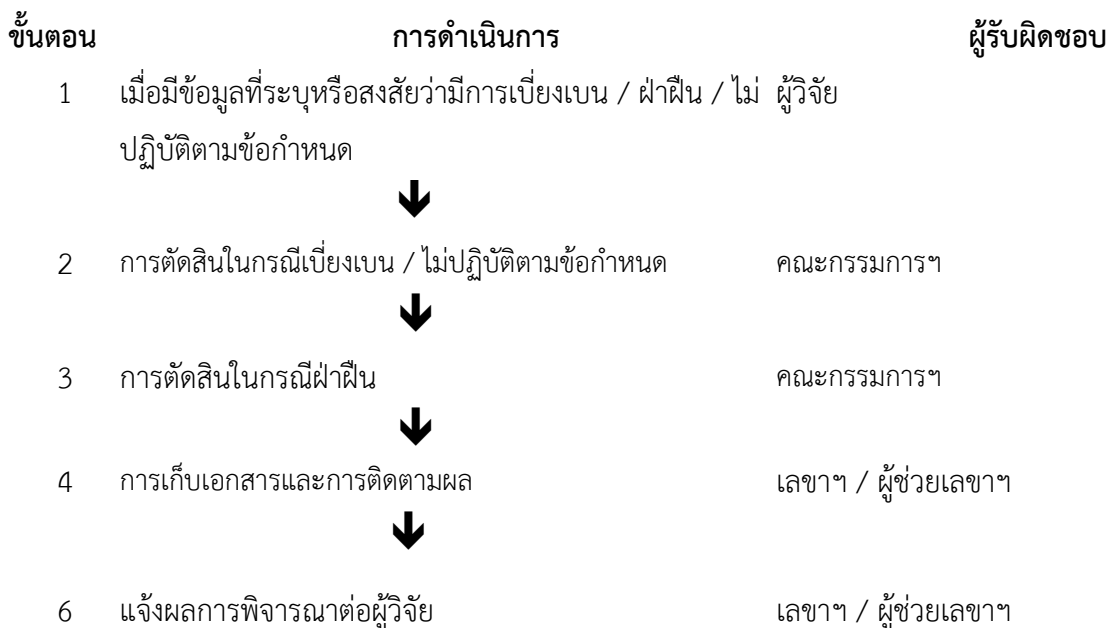 ขั้นตอน การดำเนินการ ผู้รับผิดชอบ
1 เมื่อมีข้อมูลที่ระบุหรือสงสัยว่ามีการเบี่ยงเบน / ฝ่าฝืน / ไม่ ผู้วิจัย
ปฏิบัติตามข้อกำหนด
2 การตัดสินในกรณีเบี่ยงเบน / ไม่ปฏิบัติตามข้อกำหนด คณะกรรมการฯ
3 การตัดสินในกรณีฝ่าฝืน คณะกรรมการฯ
4 การเก็บเอกสารและการติดตามผล เลขาฯ / ผู้ช่วยเลขาฯ
6 แจ้งผลการพิจารณาต่อผู้วิจัย เลขาฯ / ผู้ช่วยเลขาฯ